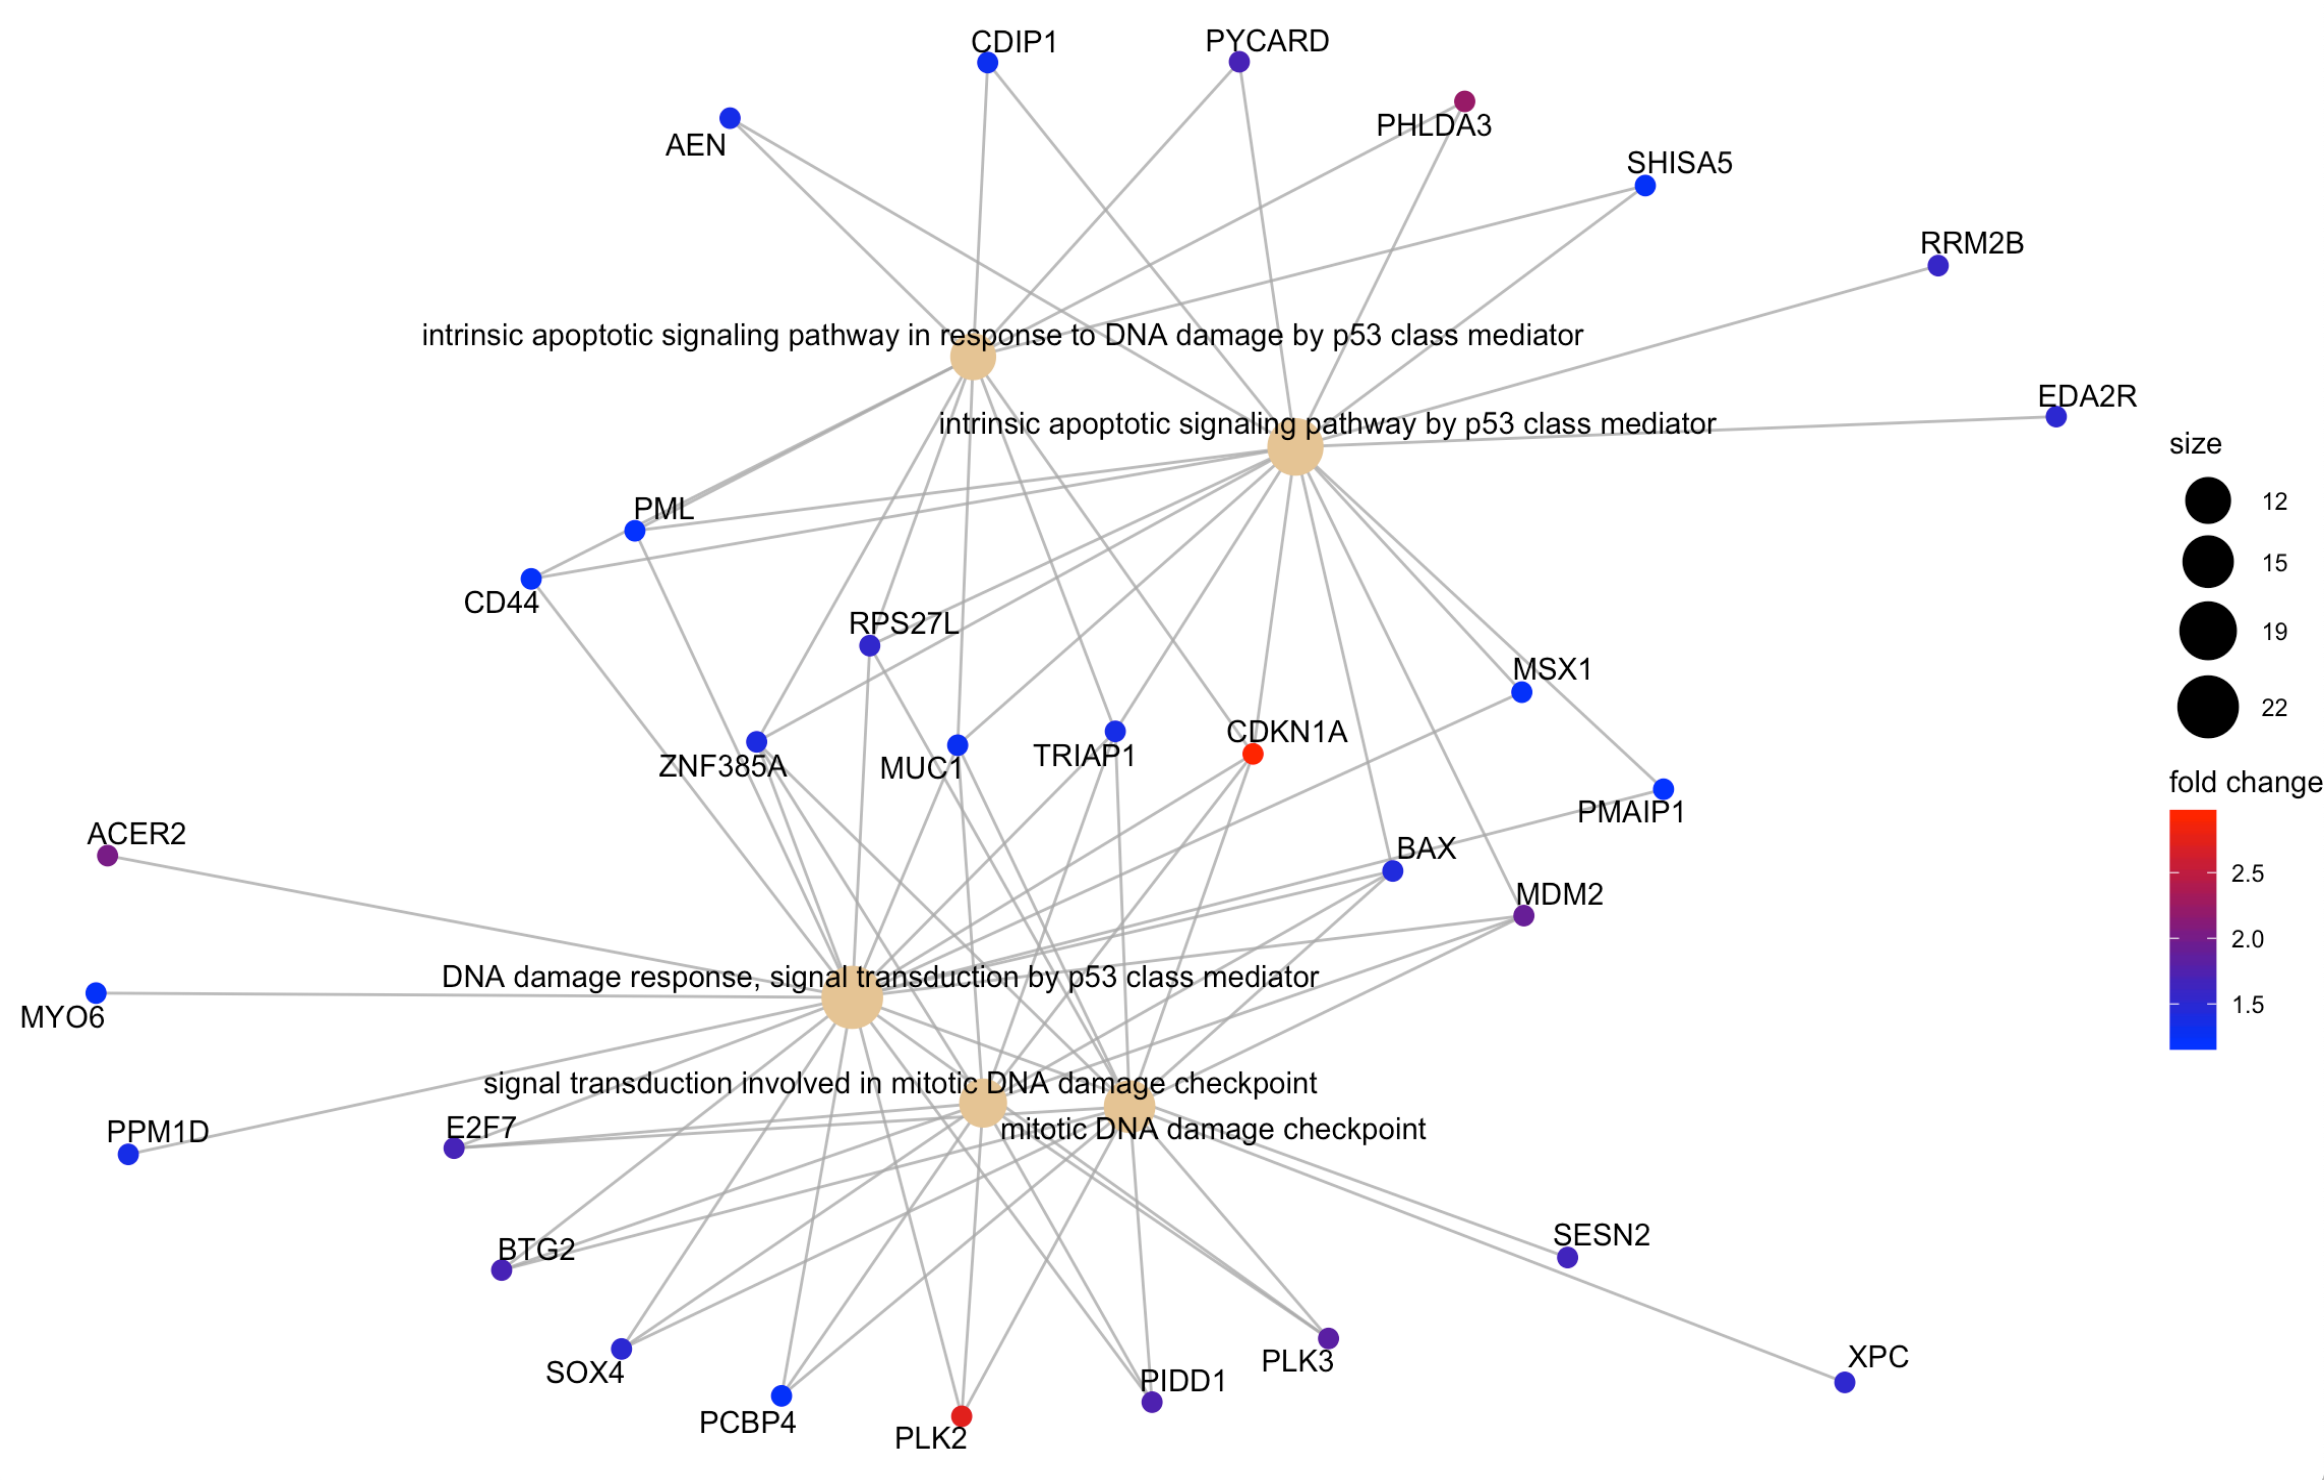 CDIP1
PYCARD
AEN
PHLDA3
SHISA5
RRM2B
intrinsic apoptotic signaling pathway in response to DNA damage by p53 class mediator
EDA2R
intrinsic apoptotic signaling pathway by p53 class mediator
size
12
15
19
22
PML
CD44
RPS27L
MSX1
ZNF385A
MUC1
TRIAP1
CDKN1A
PMAIP1
fold change
2.5
2.0
1.5
ACER2
BAX
MDM2
DNA damage response, signal transduction by p53 class mediator
MYO6
signal transduction involved in mitotic DNA damage checkpoint
PPM1D
E2F7
mitotic DNA damage checkpoint
BTG2
SESN2
SOX4
PCBP4
PLK2
PIDD1
PLK3
XPC